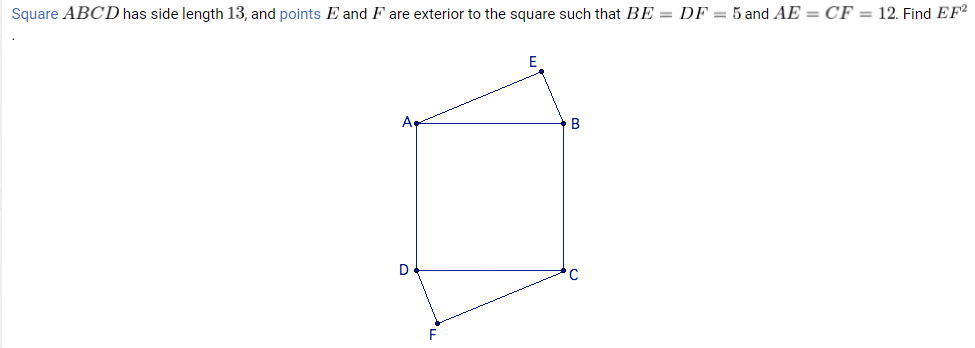 Square ABCD has side length 13, and points E and F are exterior to the square such that BE = DF = 5 and AE = CF = 12. Find EF²
.
E
A
B
D
C
F